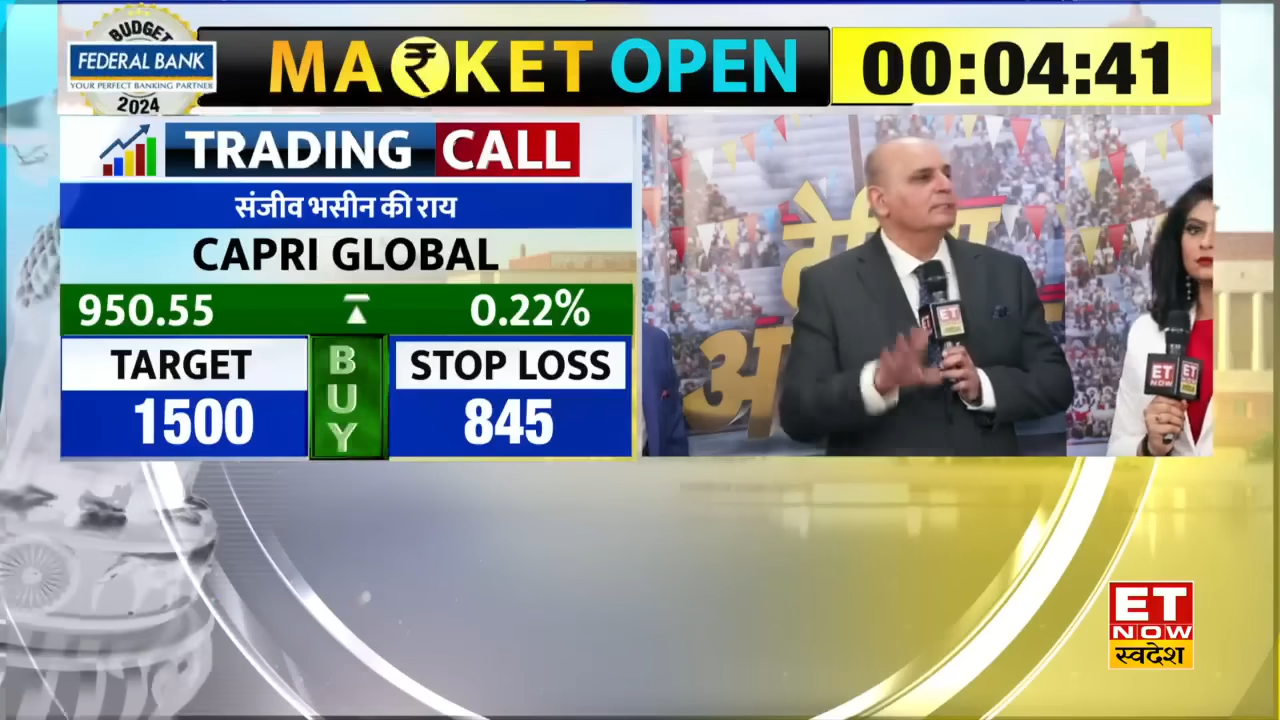 BUDGET
FEDERAL BANK
YOUR PERFECT BANKING PARTNER
2024
MA₹KET OPEN
00:04:41
TRADING CALL
संजीव भसीन की राय
CAPRI GLOBAL
950.55 0.22%
TARGET
1500
BUY
STOP LOSS
845
ET
NOW
ET
NOW
ET
NOW
स्वदेश